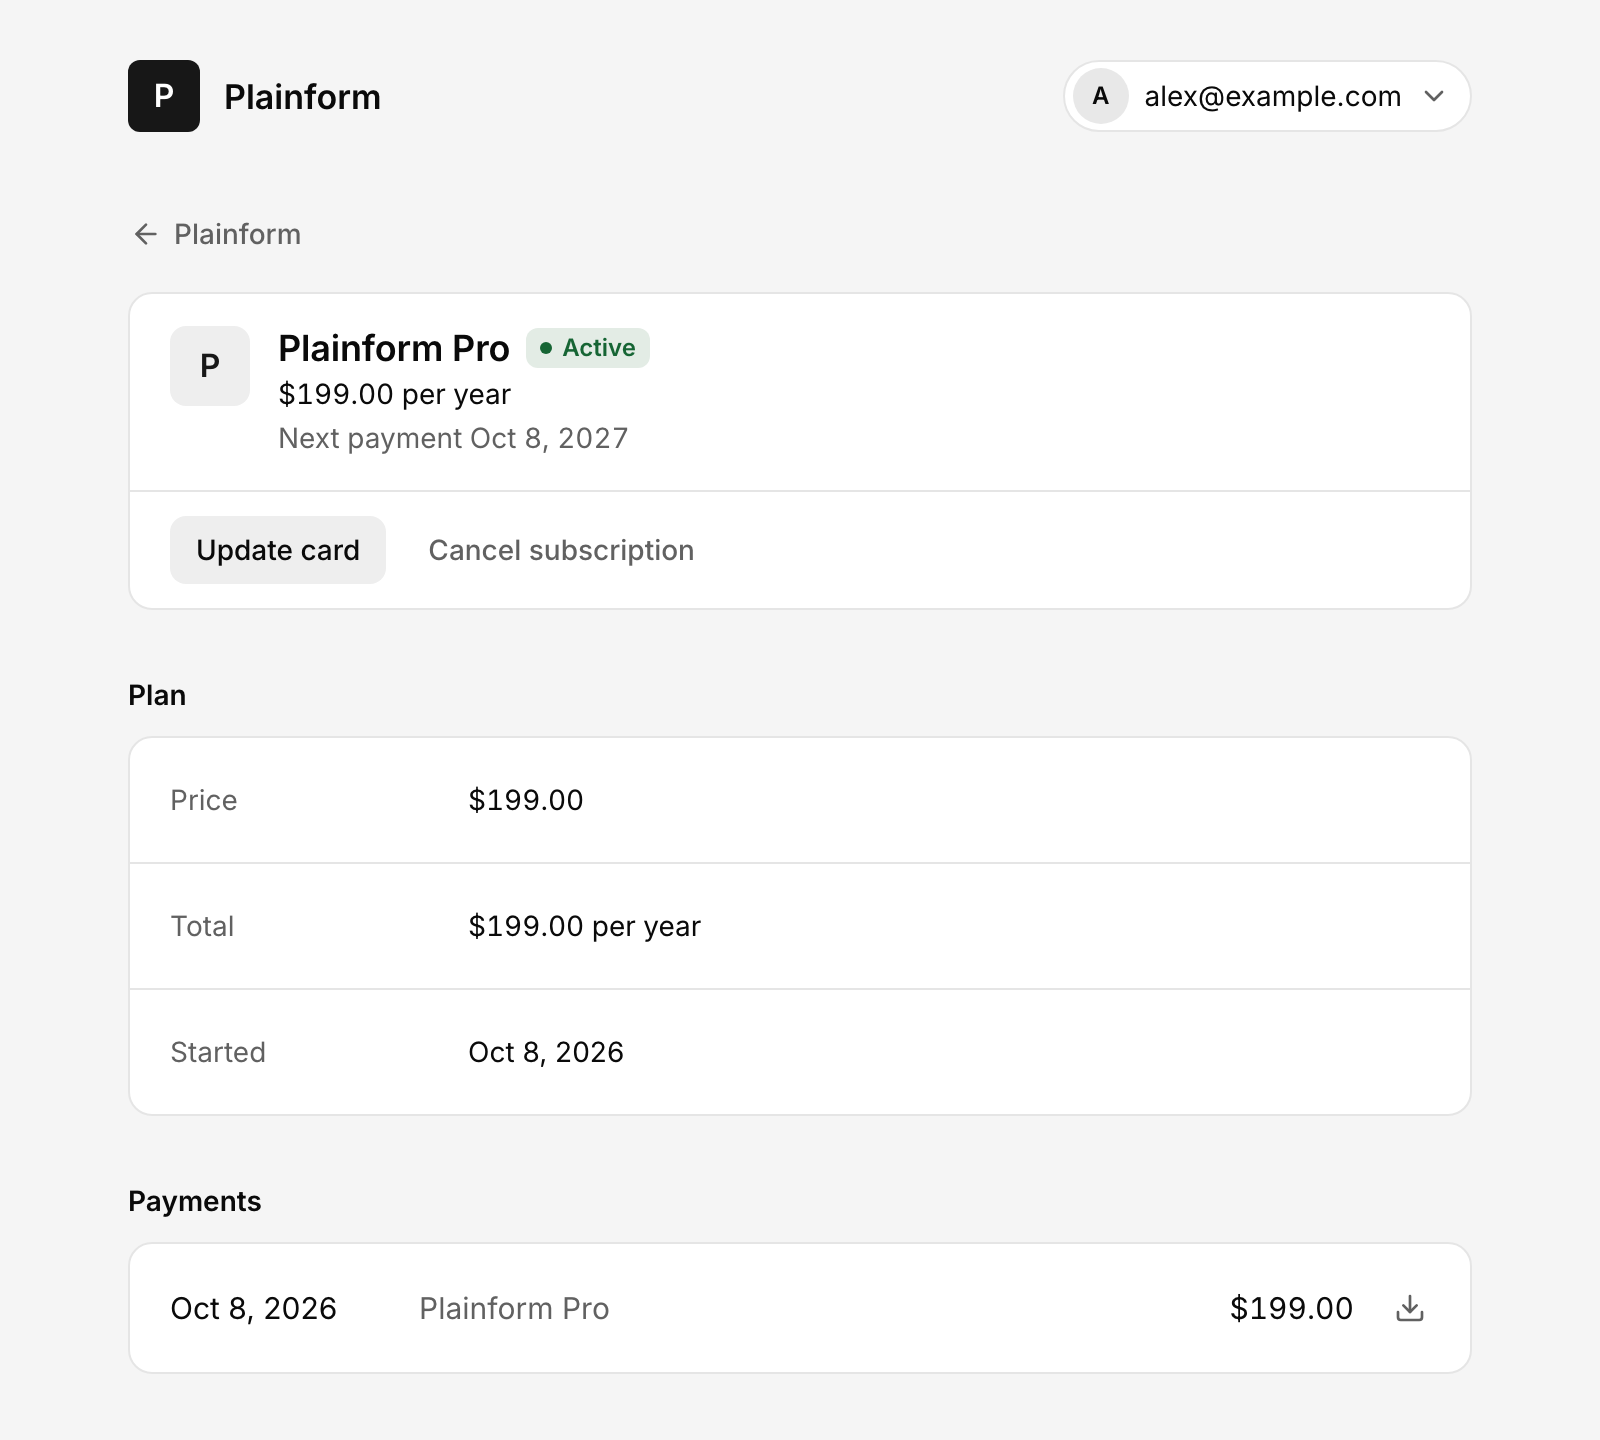 P Plainform
A alex@example.com
Plainform
P
Plainform Pro Active
$199.00 per year
Next payment Oct 8, 2027
Update card Cancel subscription
Plan
Price $199.00
Total $199.00 per year
Started Oct 8, 2026
Payments
Oct 8, 2026 Plainform Pro $199.00